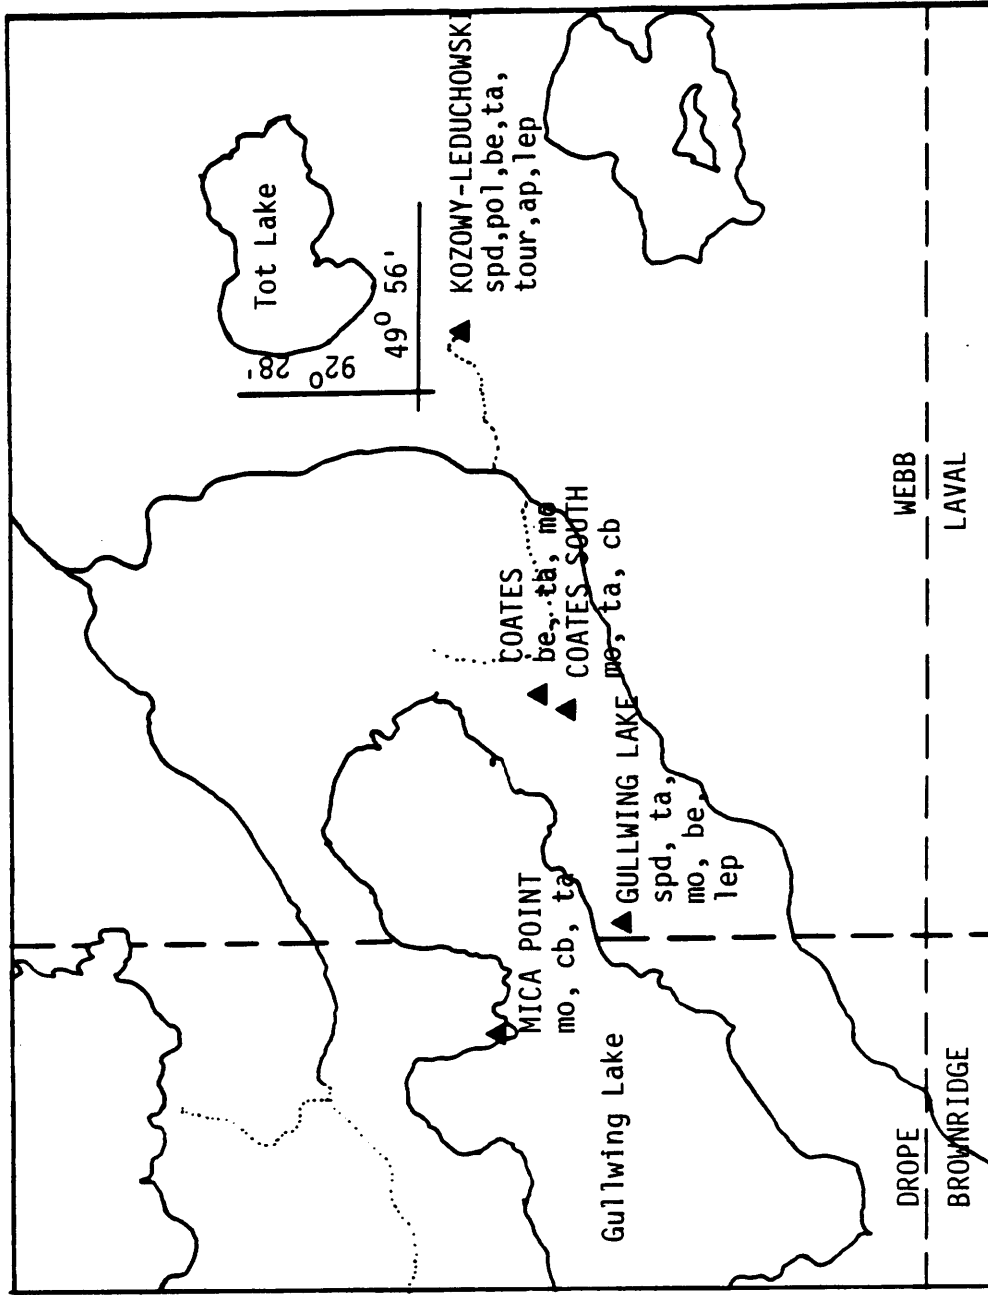 Tot Lake
92° 28'
49° 56'
KOZOWY-LEDUCHOWSKI
spd,pol,be,ta,
tour,ap,lep
COATES
be, ta, mo
COATES SOUTH
mo, ta, cb
MICA POINT
mo, cb, ta
GULLWING LAKE
spd, ta,
mo, be,
lep
Gullwing Lake
DROPE
WEBB
BROWNRIDGE
LAVAL